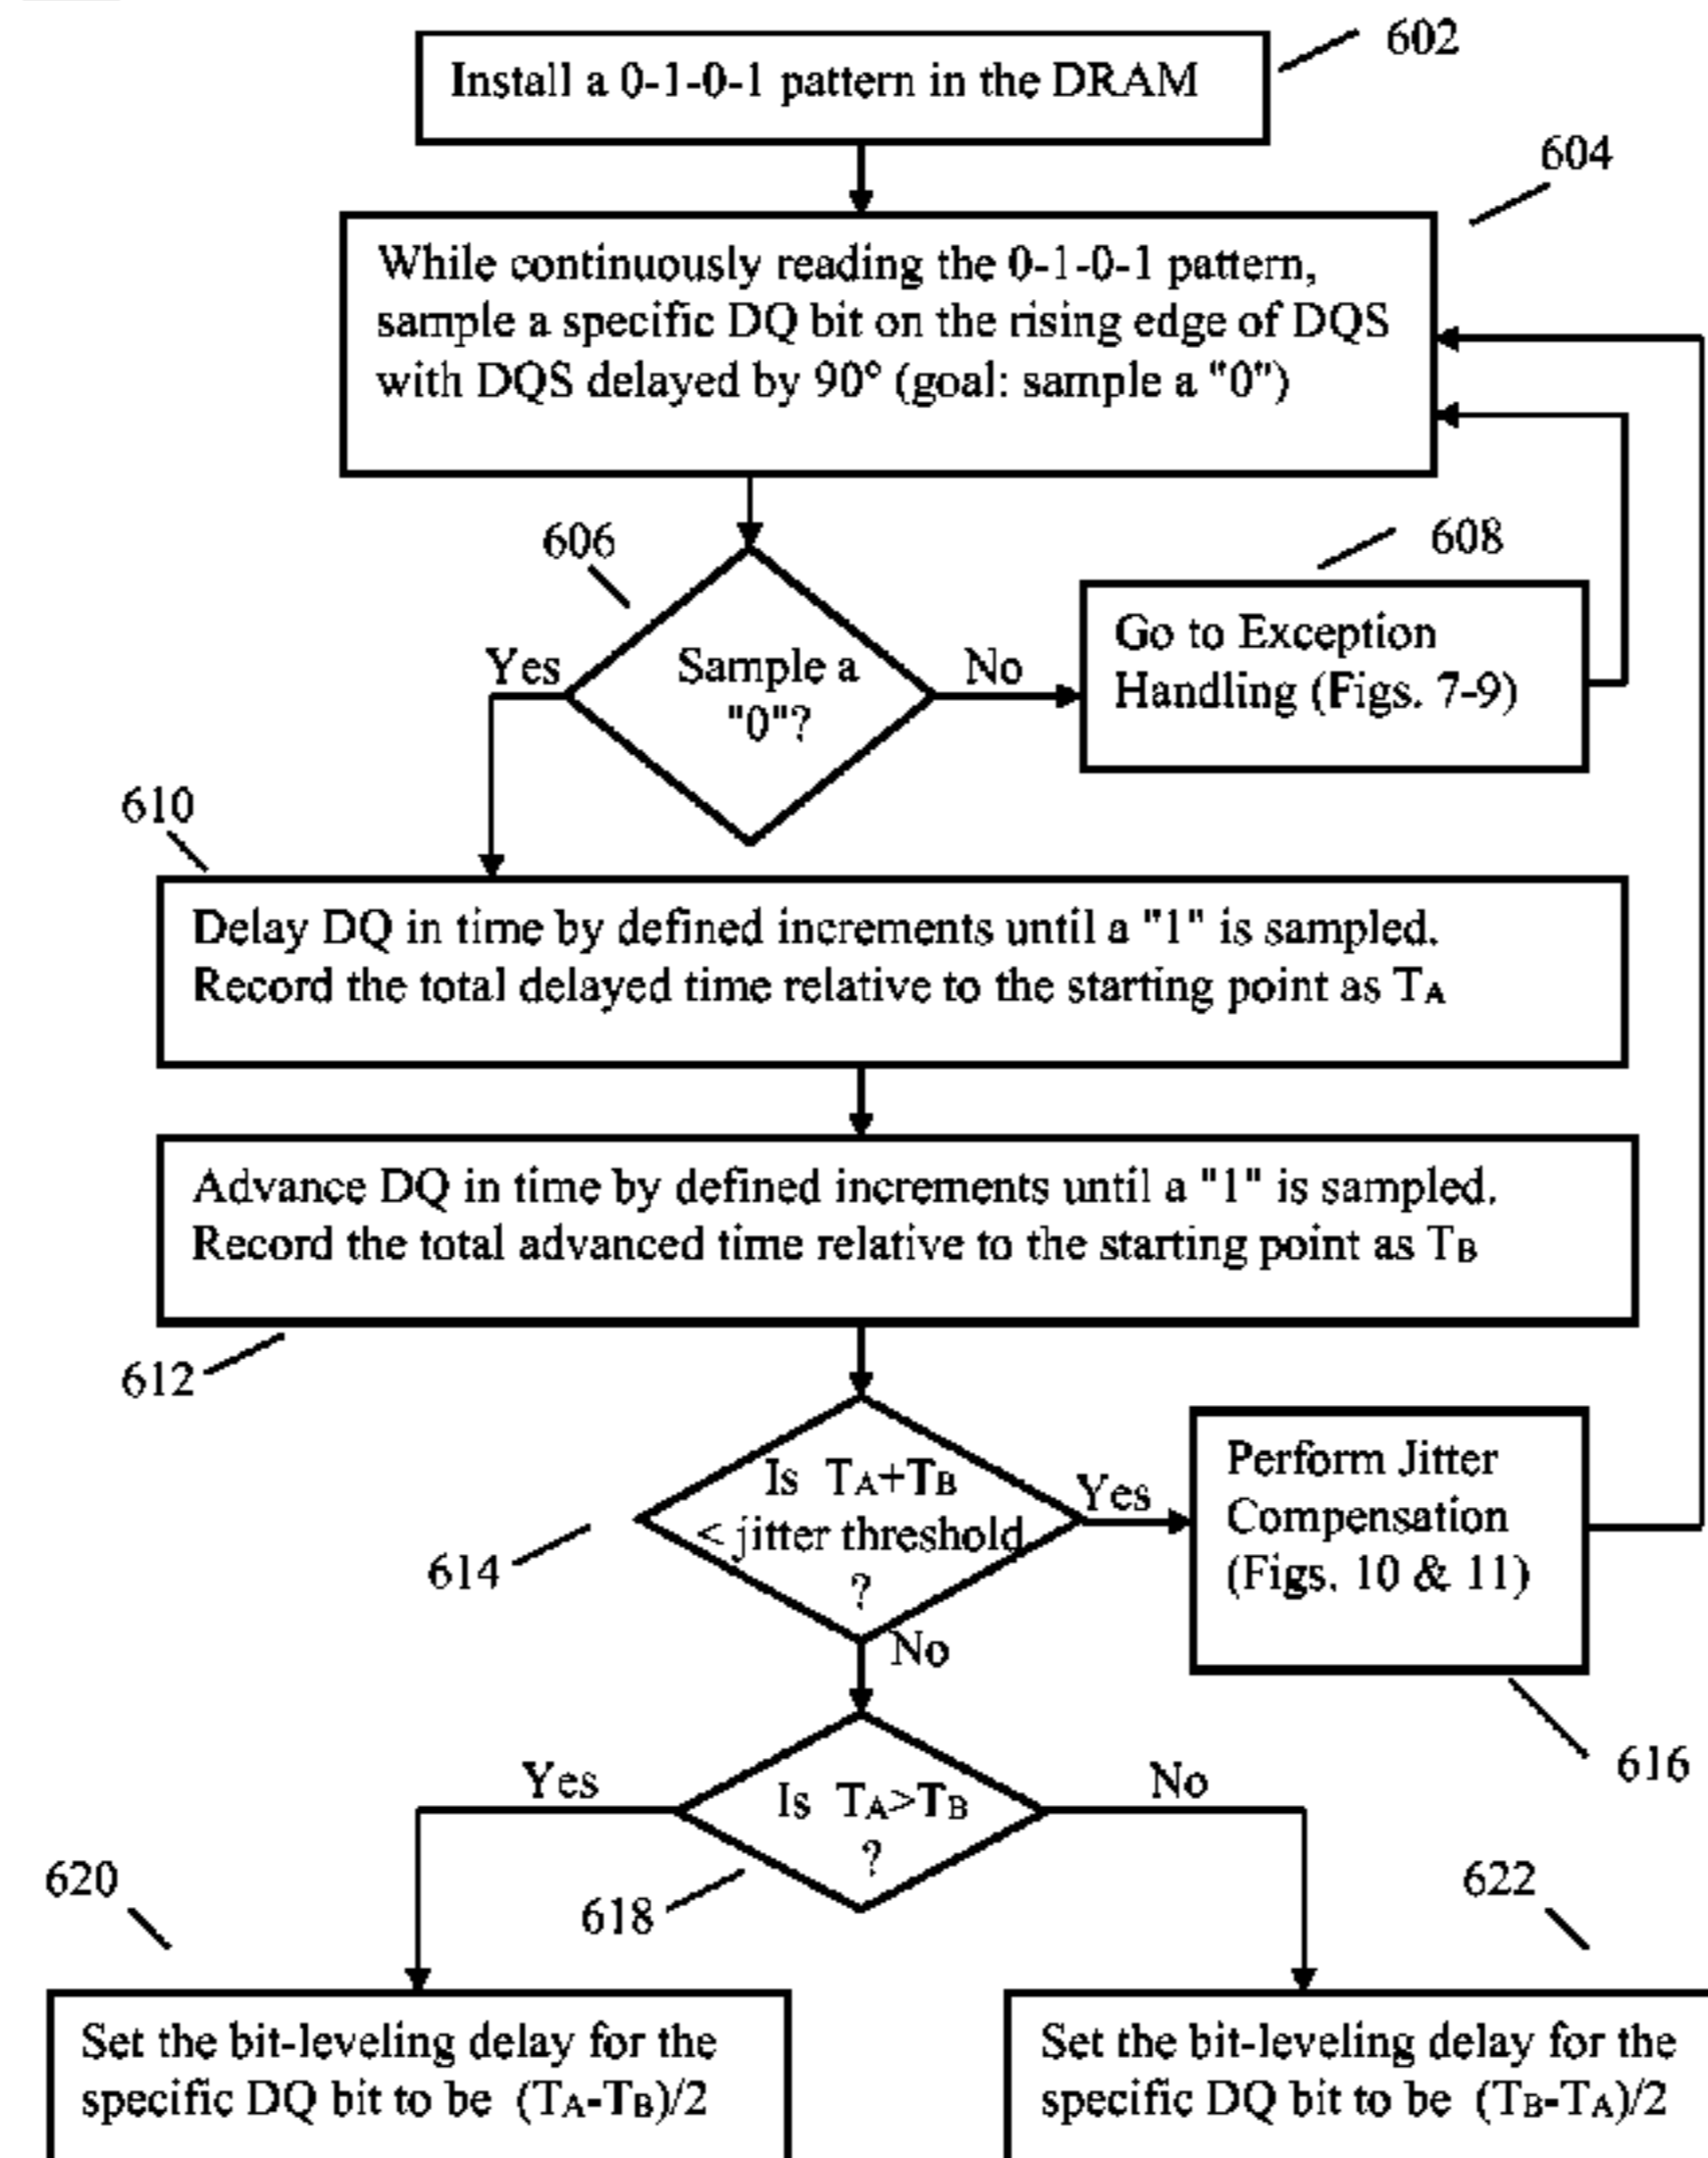 602
Install a 0-1-0-1 pattern in the DRAM
604
While continuously reading the 0-1-0-1 pattern,
sample a specific DQ bit on the rising edge of DQS
with DQS delayed by 90° (goal: sample a "0")
606
608
Yes
Sample a
"0"?
No
Go to Exception
Handling (Figs. 7-9)
610
Delay DQ in time by defined increments until a "1" is sampled.
Record the total delayed time relative to the starting point as TA
Advance DQ in time by defined increments until a "1" is sampled.
Record the total advanced time relative to the starting point as TB
612
Is TA+TB
< jitter threshold
?
Yes
Perform Jitter
Compensation
(Figs. 10 & 11)
614
No
616
Yes
Is TA>TB
?
No
620
618
622
Set the bit-leveling delay for the
specific DQ bit to be (TA-TB)/2
Set the bit-leveling delay for the
specific DQ bit to be (TB-TA)/2